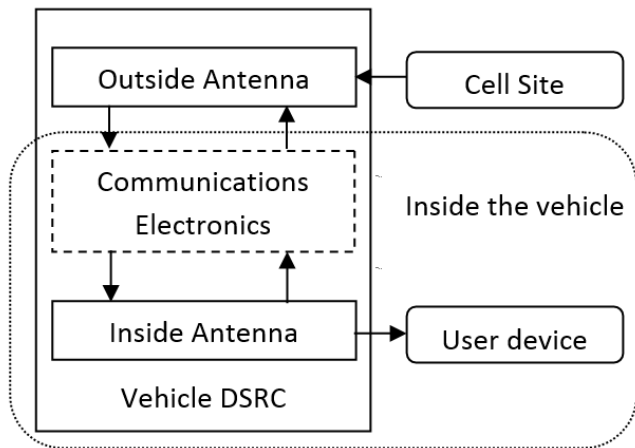 Outside Antenna
Cell Site
Communications
Electronics
Inside the vehicle
Inside Antenna
User device
Vehicle DSRC